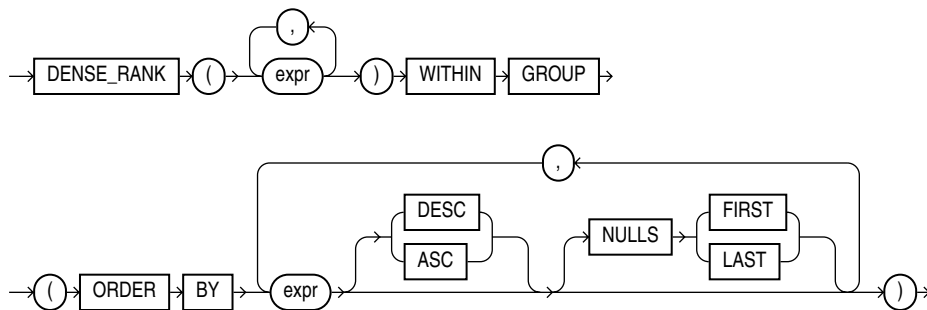 ,
DENSE_RANK ( expr ) WITHIN GROUP
,
DESC FIRST
NULLS
ASC LAST
( ORDER BY expr )